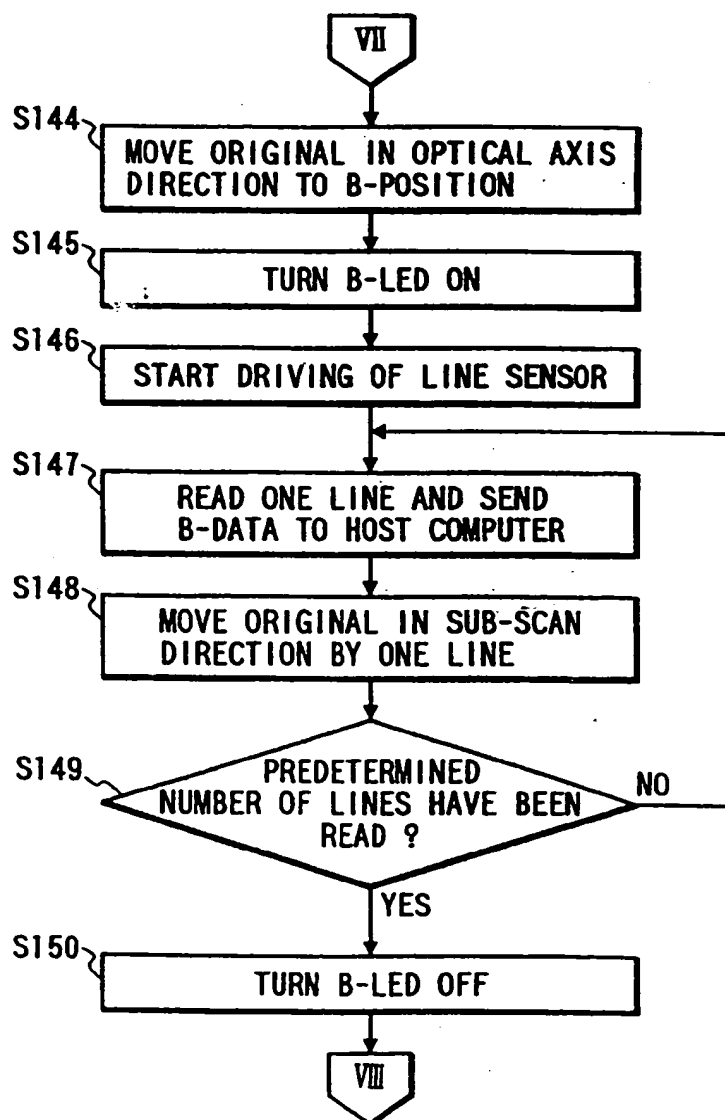 VII
S144
MOVE ORIGINAL IN OPTICAL AXIS
DIRECTION TO B-POSITION
S145
TURN B-LED ON
S146
START DRIVING OF LINE SENSOR
S147
READ ONE LINE AND SEND
B-DATA TO HOST COMPUTER
S148
MOVE ORIGINAL IN SUB-SCAN
DIRECTION BY ONE LINE
S149
PREDETERMINED
NUMBER OF LINES HAVE BEEN
READ ?
NO
YES
S150
TURN B-LED OFF
VIII